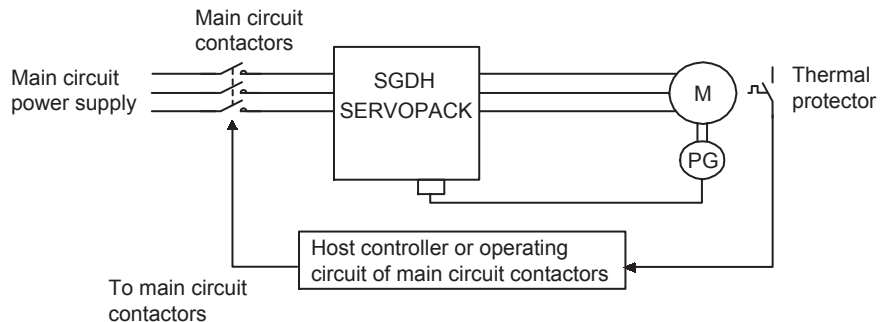 Main circuit
contactors
Main circuit
power supply
SGDH
SERVOPACK
M
Thermal
protector
PG
Host controller or operating
circuit of main circuit contactors
To main circuit
contactors